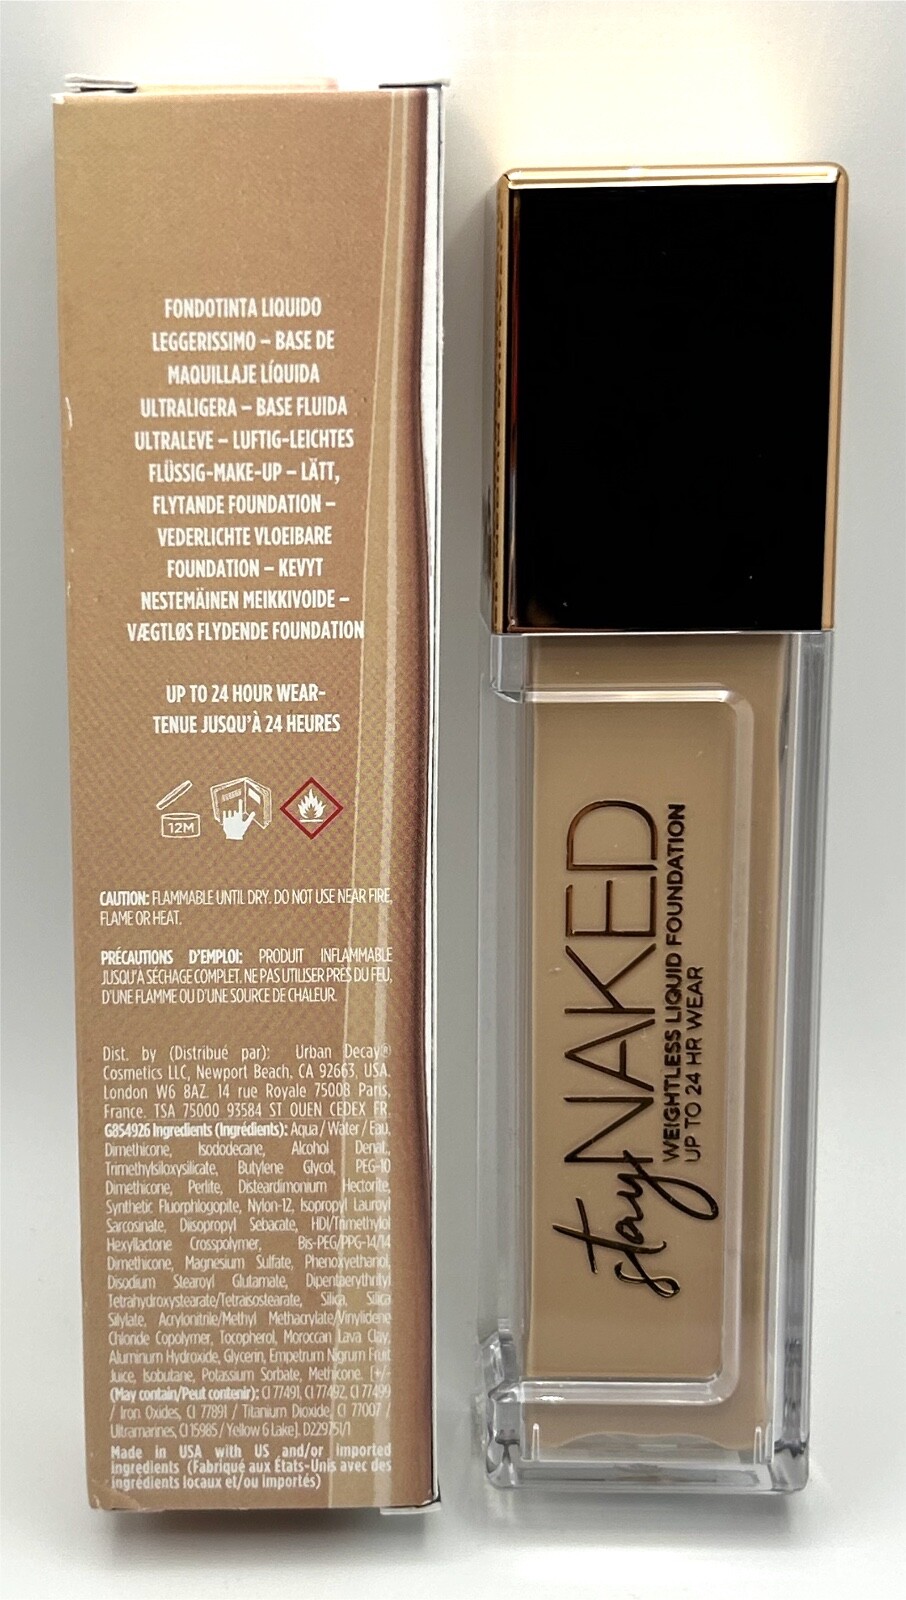 FONDOTINTA LIQUIDO
LEGGERISSIMO – BASE DE
MAQUILLAJE LÍQUIDA
ULTRALIGERA – BASE FLUIDA
ULTRALEVE – LUFTIG-LEICHTES
FLÜSSIG-MAKE-UP – LÄTT,
FLYTANDE FOUNDATION –
VEDERLICHTE VLOEIBARE
FOUNDATION – KEVYT
NESTEMÄINEN MEIKKIVOIDE –
VÆGTLØS FLYDENDE FOUNDATION
UP TO 24 HOUR WEAR-
TENUE JUSQU'À 24 HEURES
12M
CAUTION: FLAMMABLE UNTIL DRY. DO NOT USE NEAR FIRE,
FLAME OR HEAT.
PRÉCAUTIONS D'EMPLOI: PRODUIT INFLAMMABLE
JUSQU'À SÉCHAGE COMPLET. NE PAS UTILISER PRÈS DU FEU,
D'UNE FLAMME OU D'UNE SOURCE DE CHALEUR.
Dist. by (Distribué par): Urban Decay®
Cosmetics LLC, Newport Beach, CA 92663, USA.
London W6 8AZ. 14 rue Royale 75008 Paris,
France. TSA 75000 93584 ST OUEN CEDEX FR.
G854926 Ingredients (Ingrédients): Aqua / Water / Eau,
Dimethicone, Isododecane, Alcohol Denat.,
Trimethylsiloxysilicate, Butylene Glycol, PEG-10
Dimethicone, Perlite, Disteardimonium Hectorite,
Synthetic Fluorphlogopite, Nylon-12, Isopropyl Lauroyl
Sarcosinate, Diisopropyl Sebacate, HDI/Trimethylol
Hexyllactone Crosspolymer, Bis-PEG/PPG-14/14
Dimethicone, Magnesium Sulfate, Phenoxyethanol,
Disodium Stearoyl Glutamate, Dipentaerythrityl
Tetrahydroxystearate/Tetraisostearate, Silica, Silica
Silylate, Acrylonitrile/Methyl Methacrylate/Vinylidene
Chloride Copolymer, Tocopherol, Moroccan Lava Clay,
Aluminum Hydroxide, Glycerin, Empetrum Nigrum Fruit
Juice, Isobutane, Potassium Sorbate, Methicone. [+/-
(May contain/Peut contenir): CI 77491, CI 77492, CI 77499
/ Iron Oxides, CI 77891 / Titanium Dioxide, CI 77007 /
Ultramarines, CI 15985 / Yellow 6 Lake]. D229751/1
Made in USA with US and/or imported
ingredients (Fabriqué aux États-Unis avec des
ingrédients locaux et/ou importés)
stay NAKED
WEIGHTLESS LIQUID FOUNDATION
UP TO 24 HR WEAR